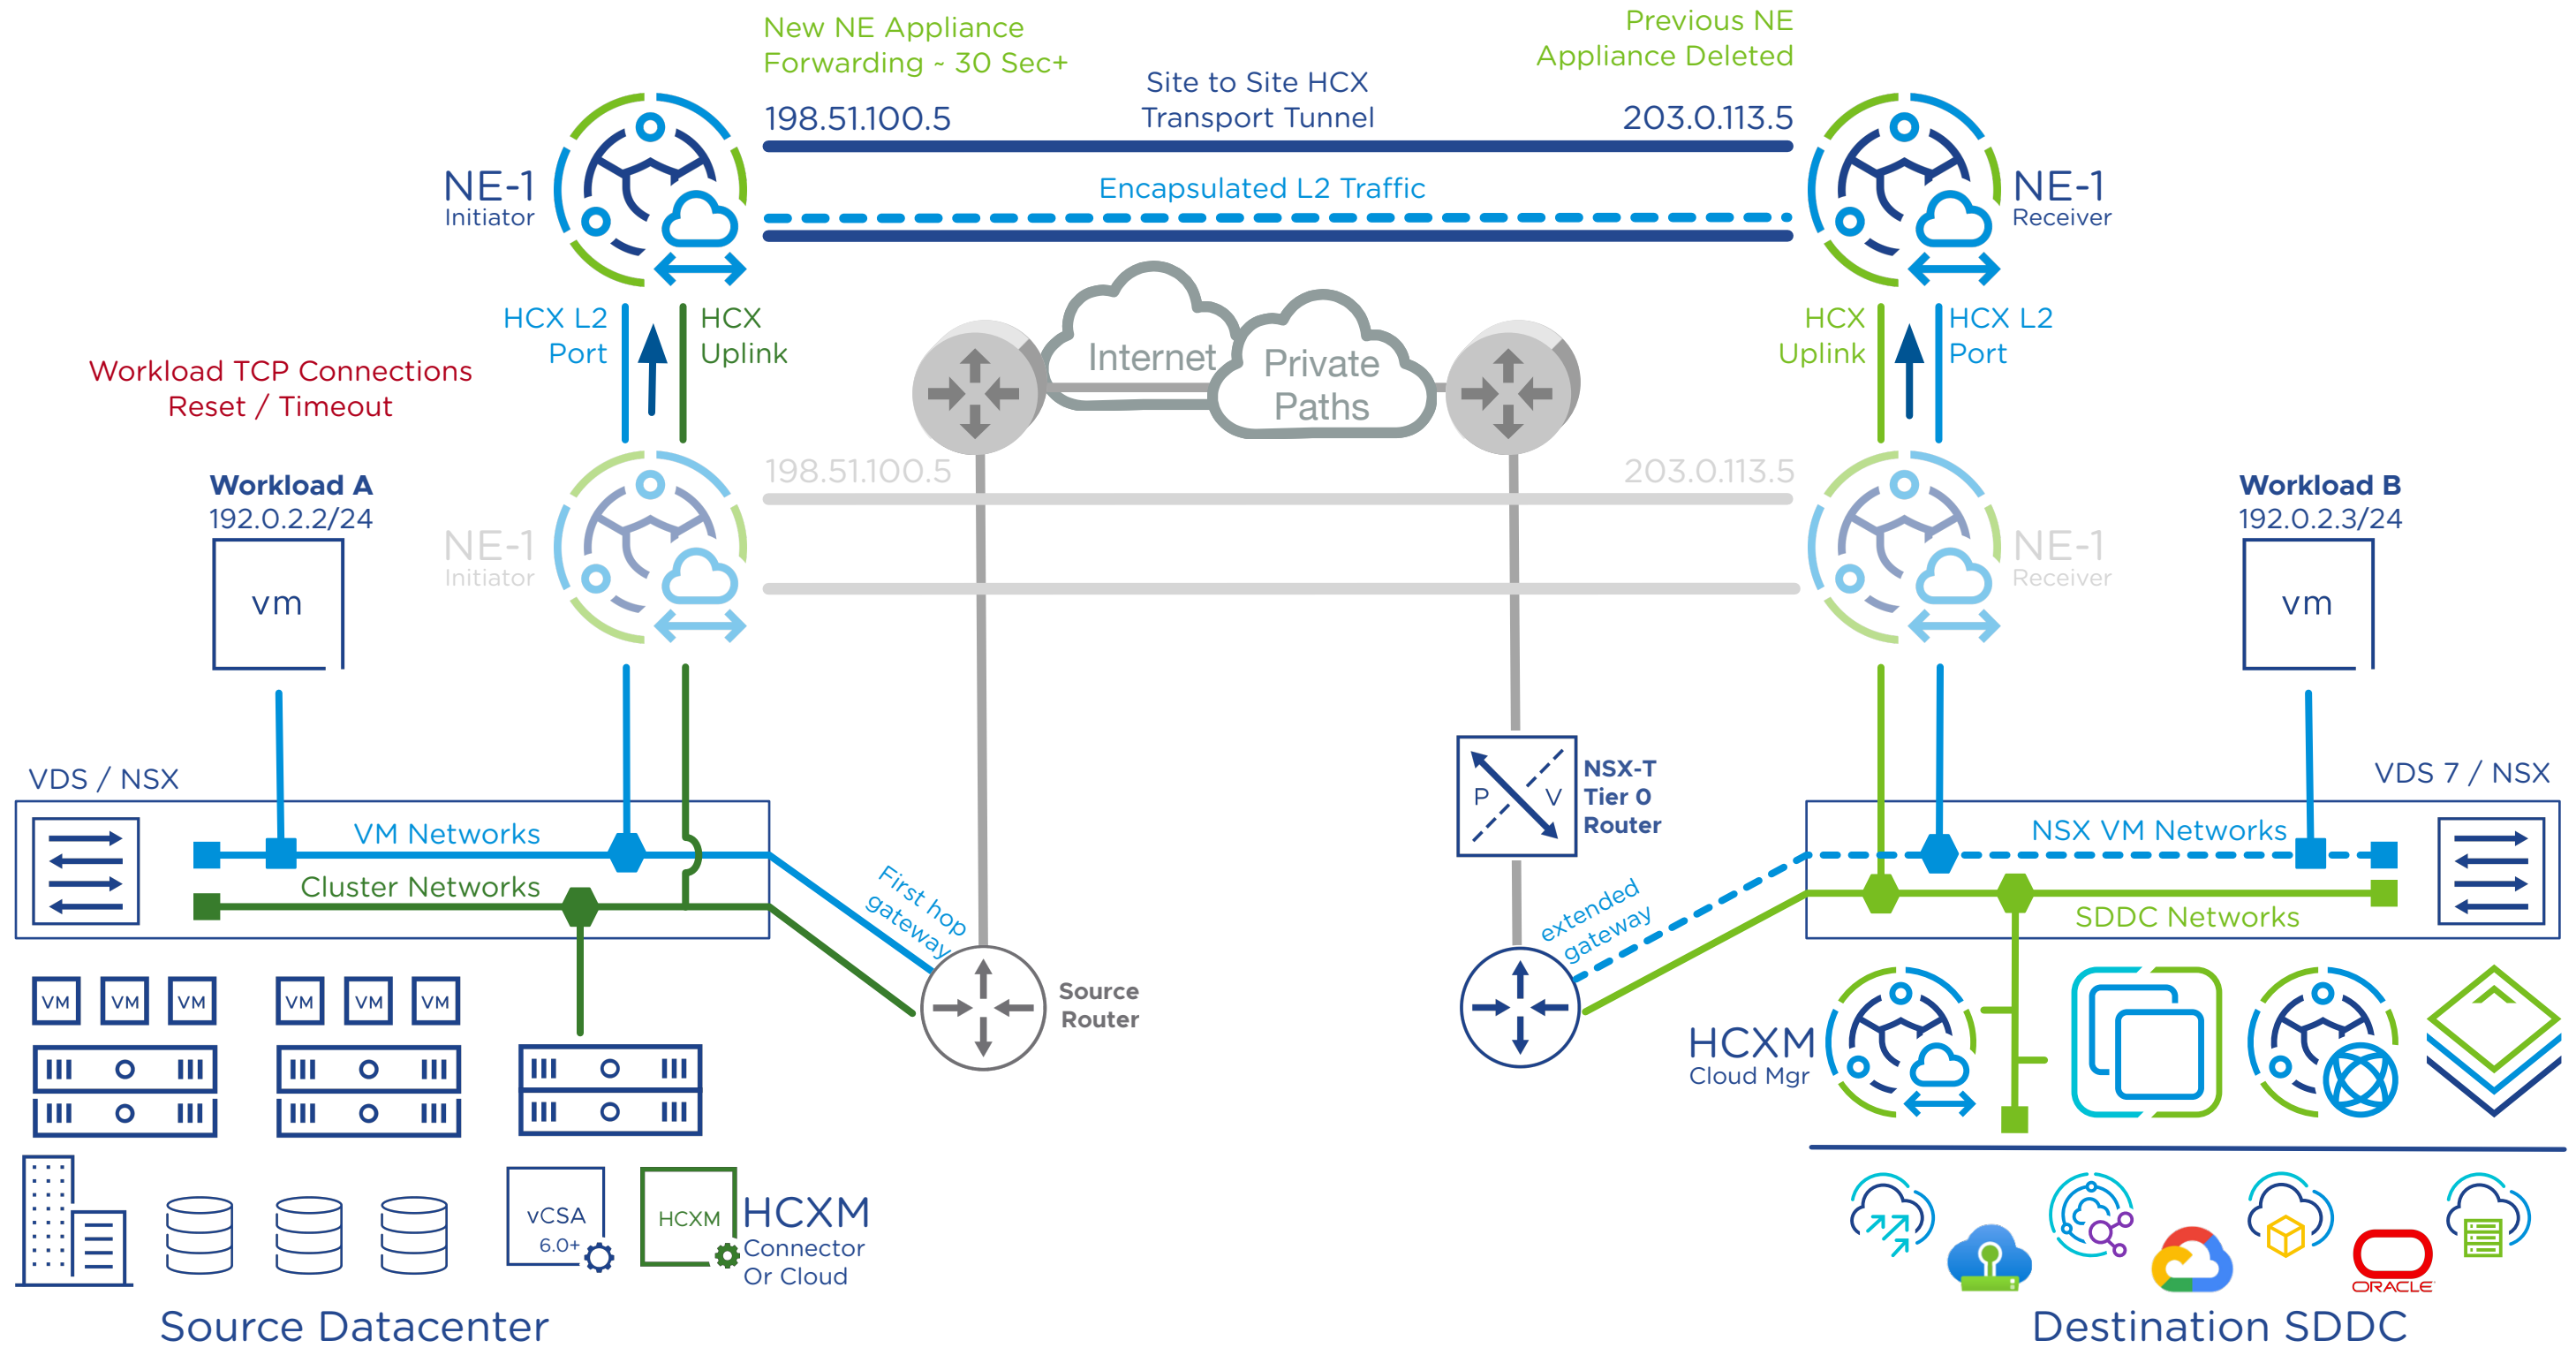 New NE Appliance
Forwarding ~ 30 Sec+
Previous NE
Appliance Deleted
Site to Site HCX
Transport Tunnel
198.51.100.5
203.0.113.5
NE-1
Initiator
Encapsulated L2 Traffic
NE-1
Receiver
HCX L2
Port
HCX
Uplink
HCX
Uplink
HCX L2
Port
Internet
Private
Paths
Workload TCP Connections
Reset / Timeout
198.51.100.5
203.0.113.5
Workload A
192.0.2.2/24
vm
NE-1
Initiator
NE-1
Receiver
Workload B
192.0.2.3/24
vm
VDS / NSX
VM Networks
Cluster Networks
First hop
gateway
NSX-T
Tier 0
Router
P
V
extended
gateway
VDS 7 / NSX
NSX VM Networks
SDDC Networks
Source
Router
VM
VM
VM
VM
VM
VM
HCXM
Cloud Mgr
vCSA
6.0+
HCXM
HCXM
Connector
Or Cloud
ORACLE
Source Datacenter
Destination SDDC